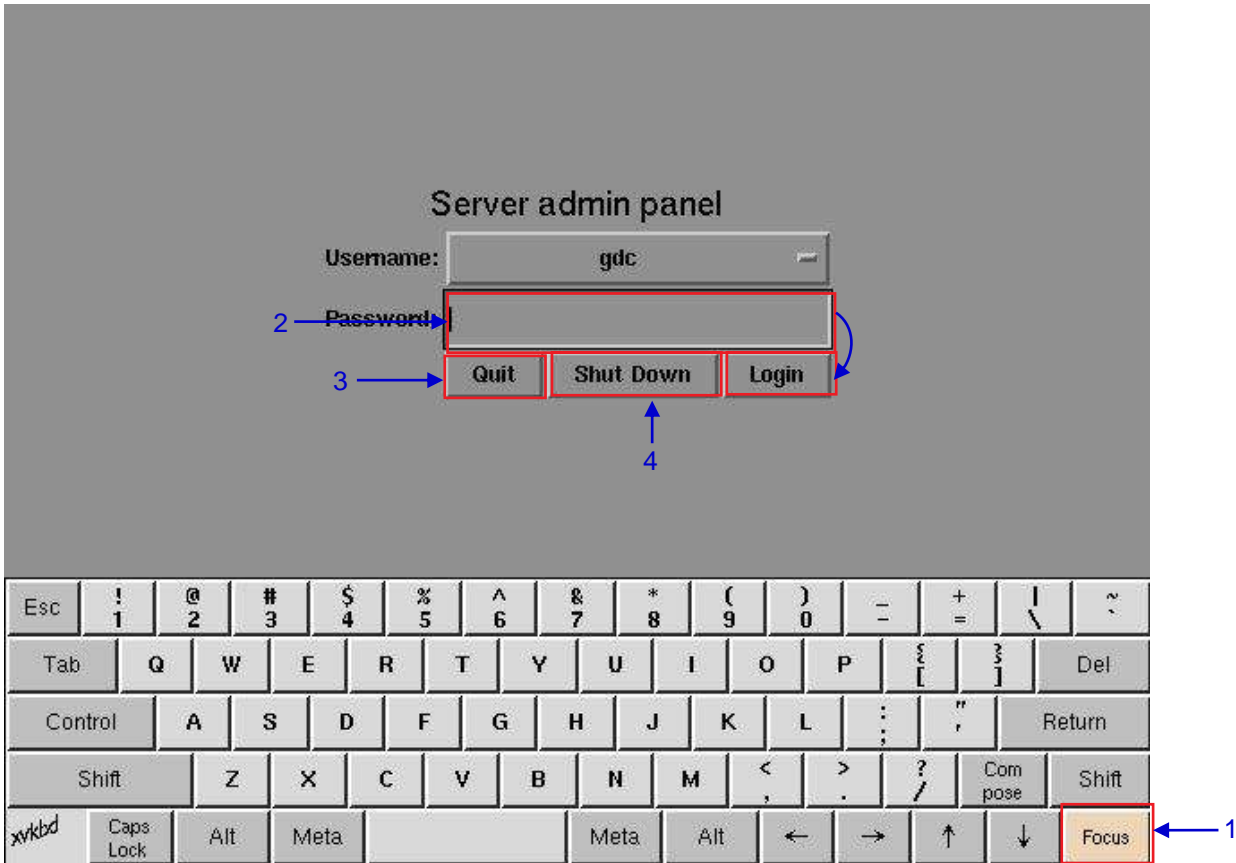 Server admin panel
Username: gdc
2 Password:
3 Quit Shut Down Login
4
Esc ! 1 @ 2 # 3 $ 4 % 5 ^ 6 & 7 * 8 ( 9 ) 0 _ - + = | \ ~ `
Tab Q W E R T Y U I O P { [ } ] Del
Control A S D F G H J K L : ; " ' Return
Shift Z X C V B N M < , > . ? / Com pose Shift
xvkbd Caps Lock Alt Meta Meta Alt ← → ↑ ↓ Focus 1